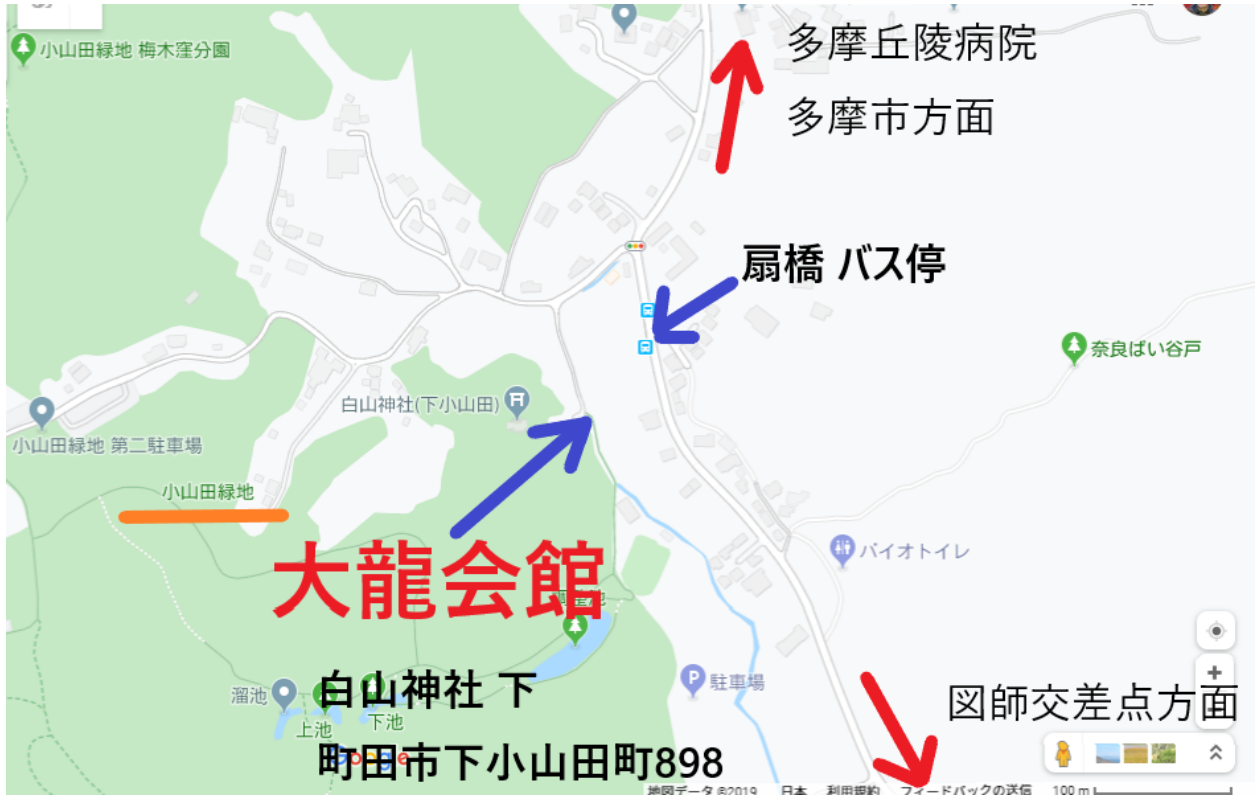 小山田緑地 梅木窪分園
多摩丘陵病院
多摩市方面
扇橋 バス停
奈良ばい谷戸
白山神社(下小山田)
小山田緑地 第二駐車場
小山田緑地
大龍会館
バイオトイレ
溜池
上池
下池
P 駐車場
白山神社 下
町田市下小山田町898
図師交差点方面
Google
地図データ ©2019 日本 利用規約 フィードバックの送信 100 m